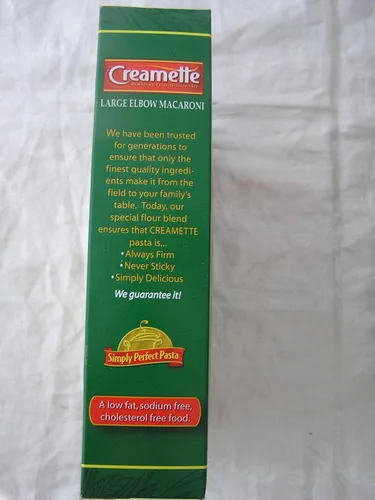 Creamette
LARGE ELBOW MACARONI
We have been trusted
for generations to
ensure that only the
finest quality ingredi-
ents make it from the
field to your family's
table. Today, our
special flour blend
ensures that CREAMETTE
pasta is...
• Always Firm
• Never Sticky
• Simply Delicious
We guarantee it!
Simply Perfect Pasta
A low fat, sodium free,
cholesterol free food.